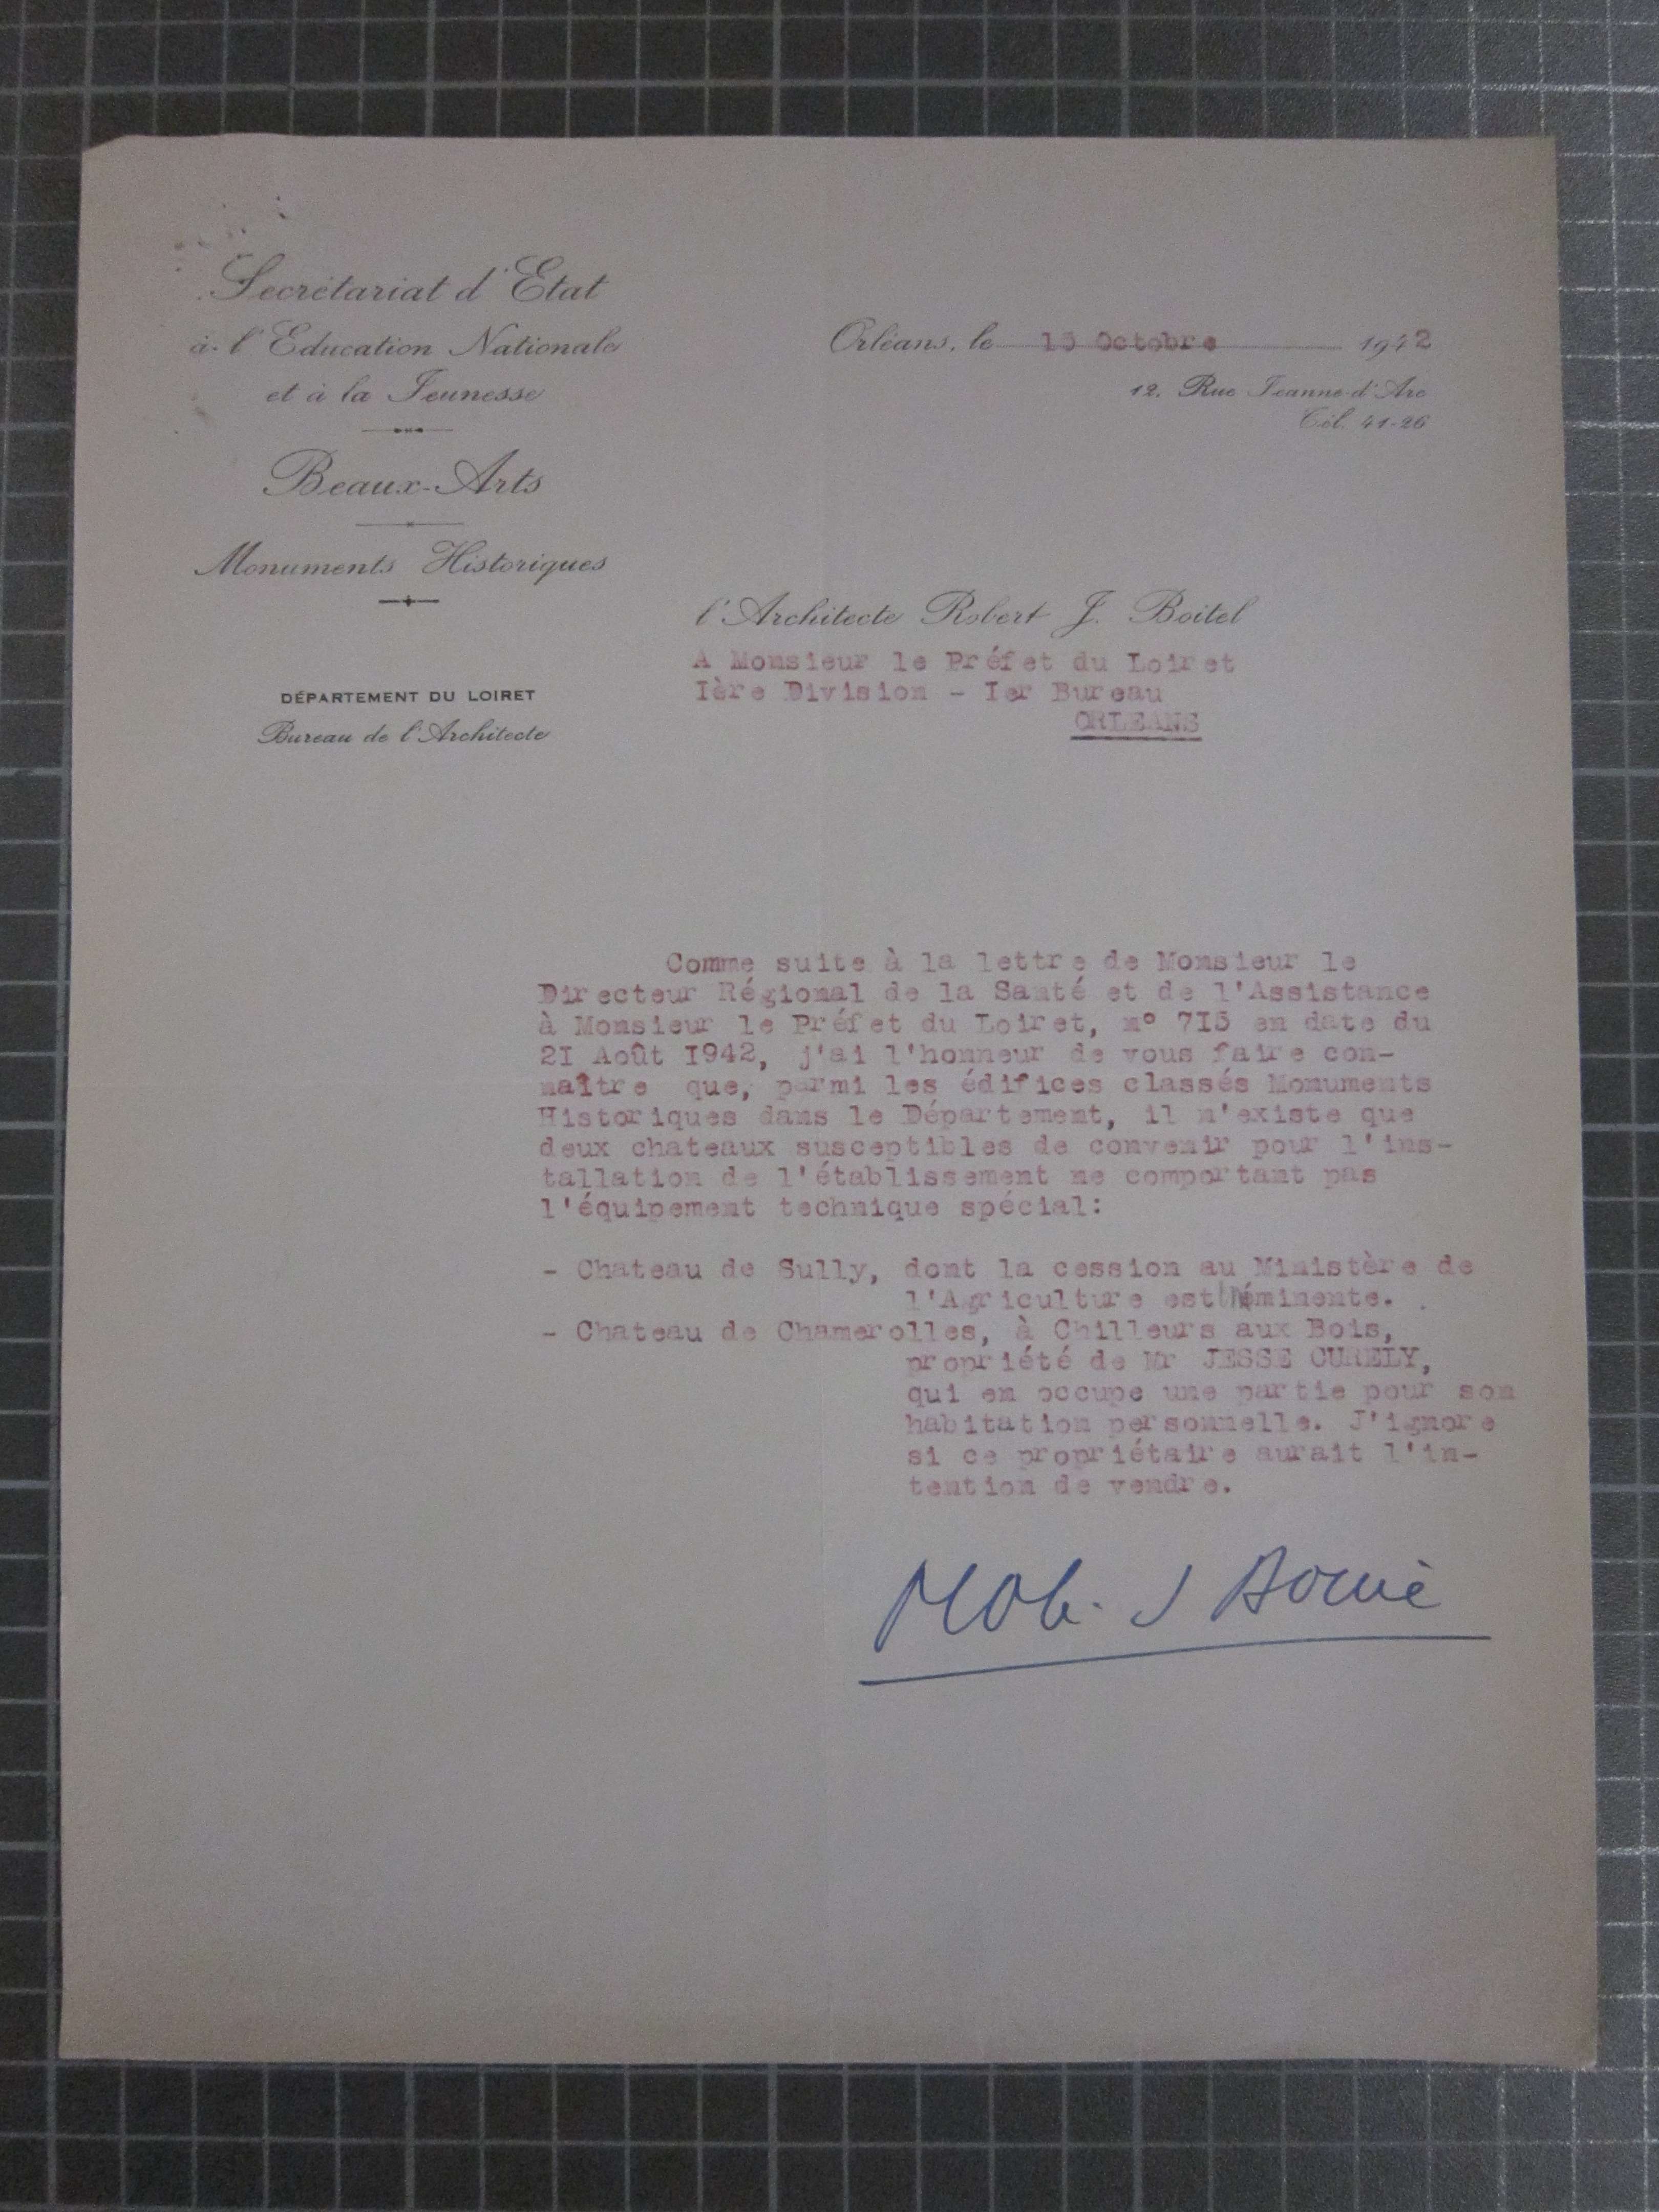 Secrétariat d'Etat
à l'Education Nationale
et à la Jeunesse
Beaux-Arts
Monuments Historiques
DÉPARTEMENT DU LOIRET
Bureau de l'Architecte
Orléans, le 15 Octobre 1942
12, Rue Jeanne-d'Arc
Tél. 41-26
l'Architecte Robert J. Boitel
A Monsieur le Préfet du Loiret
Ière Division - Ier Bureau
ORLEANS
Comme suite à la lettre de Monsieur le
Directeur Régional de la Santé et de l'Assistance
à Monsieur le Préfet du Loiret, n° 715 en date du
21 Août 1942, j'ai l'honneur de vous faire con-
naître que, parmi les édifices classés Monuments
Historiques dans le Département, il n'existe que
deux chateaux susceptibles de convenir pour l'ins-
tallation de l'établissement ne comportant pas
l'équipement technique spécial:
- Chateau de Sully, dont la cession au Ministère de
l'Agriculture est
- Chateau de Chamerolles, à Chilleurs aux Bois,
propriété de Mr JESSE CURELY,
qui en occupe une partie pour son
habitation personnelle. J'ignore
si ce propriétaire aurait l'in-
tention de vendre.